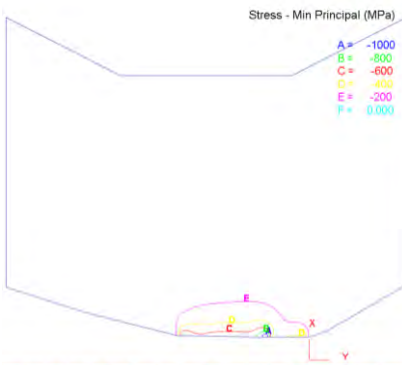 Stress - Min Principal (MPa)
A = -1000
B = -800
C = -600
D = -400
E = -200
F = 0.000
E
D
C
B
A
D
X
Y